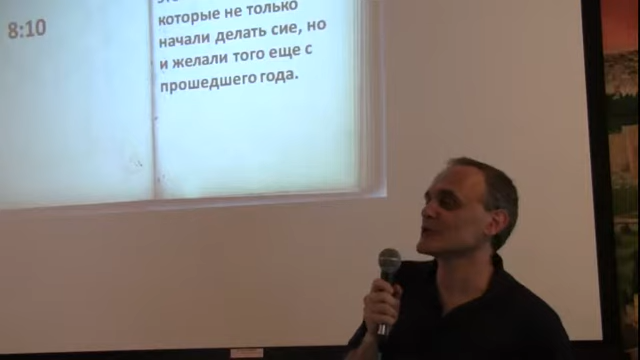 8:10
которые не только
начали делать сие, но
и желали того еще с
прошедшего года.